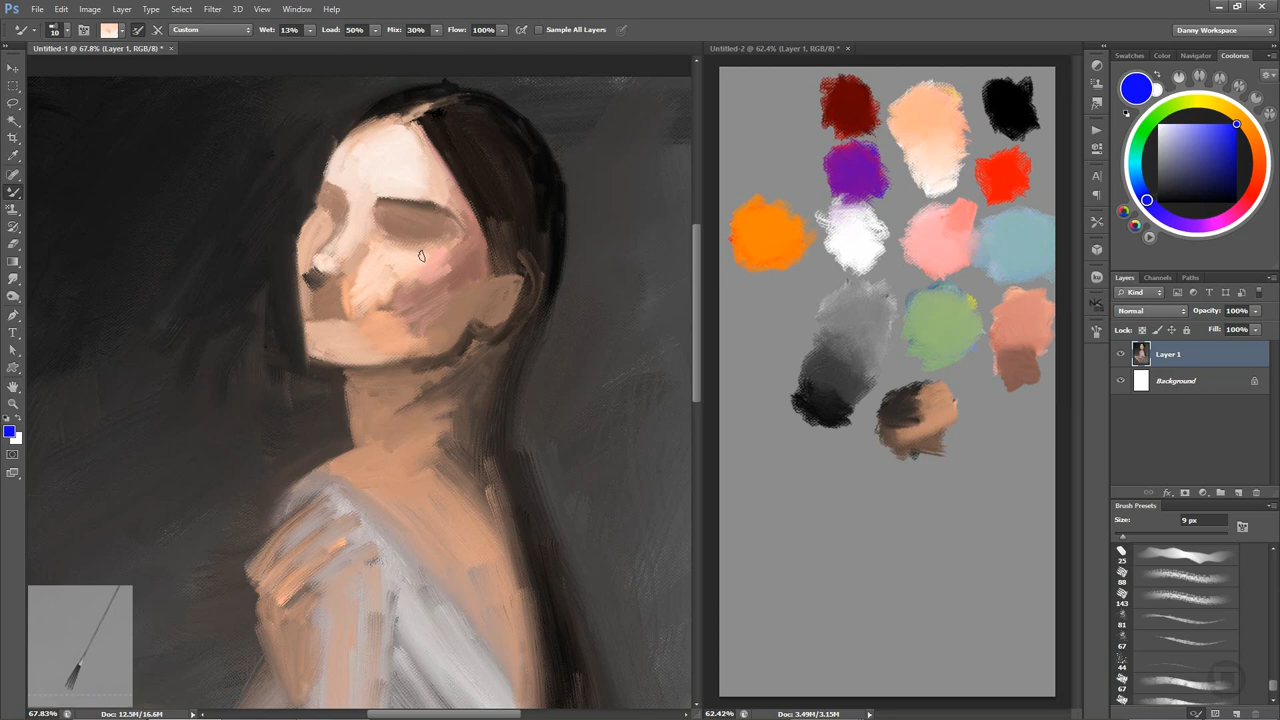 Ps File Edit Image Layer Type Select Filter 3D View Window Help
10 Custom Wet: 13% Load: 50% Mix: 30% Flow: 100% Sample All Layers Danny Workspace
Untitled-1 @ 67.8% (Layer 1, RGB/8) * ×
Untitled-2 @ 62.4% (Layer 1, RGB/8) * ×
Swatches Color Navigator Coolorus
Layers Channels Paths
Kind
Normal Opacity: 100%
Lock: Fill: 100%
Layer 1
Background
Brush Presets
Size: 9 px
25
88
143
81
67
44
67
67.83% Doc: 12.5M/16.6M
62.42% Doc: 3.49M/3.15M